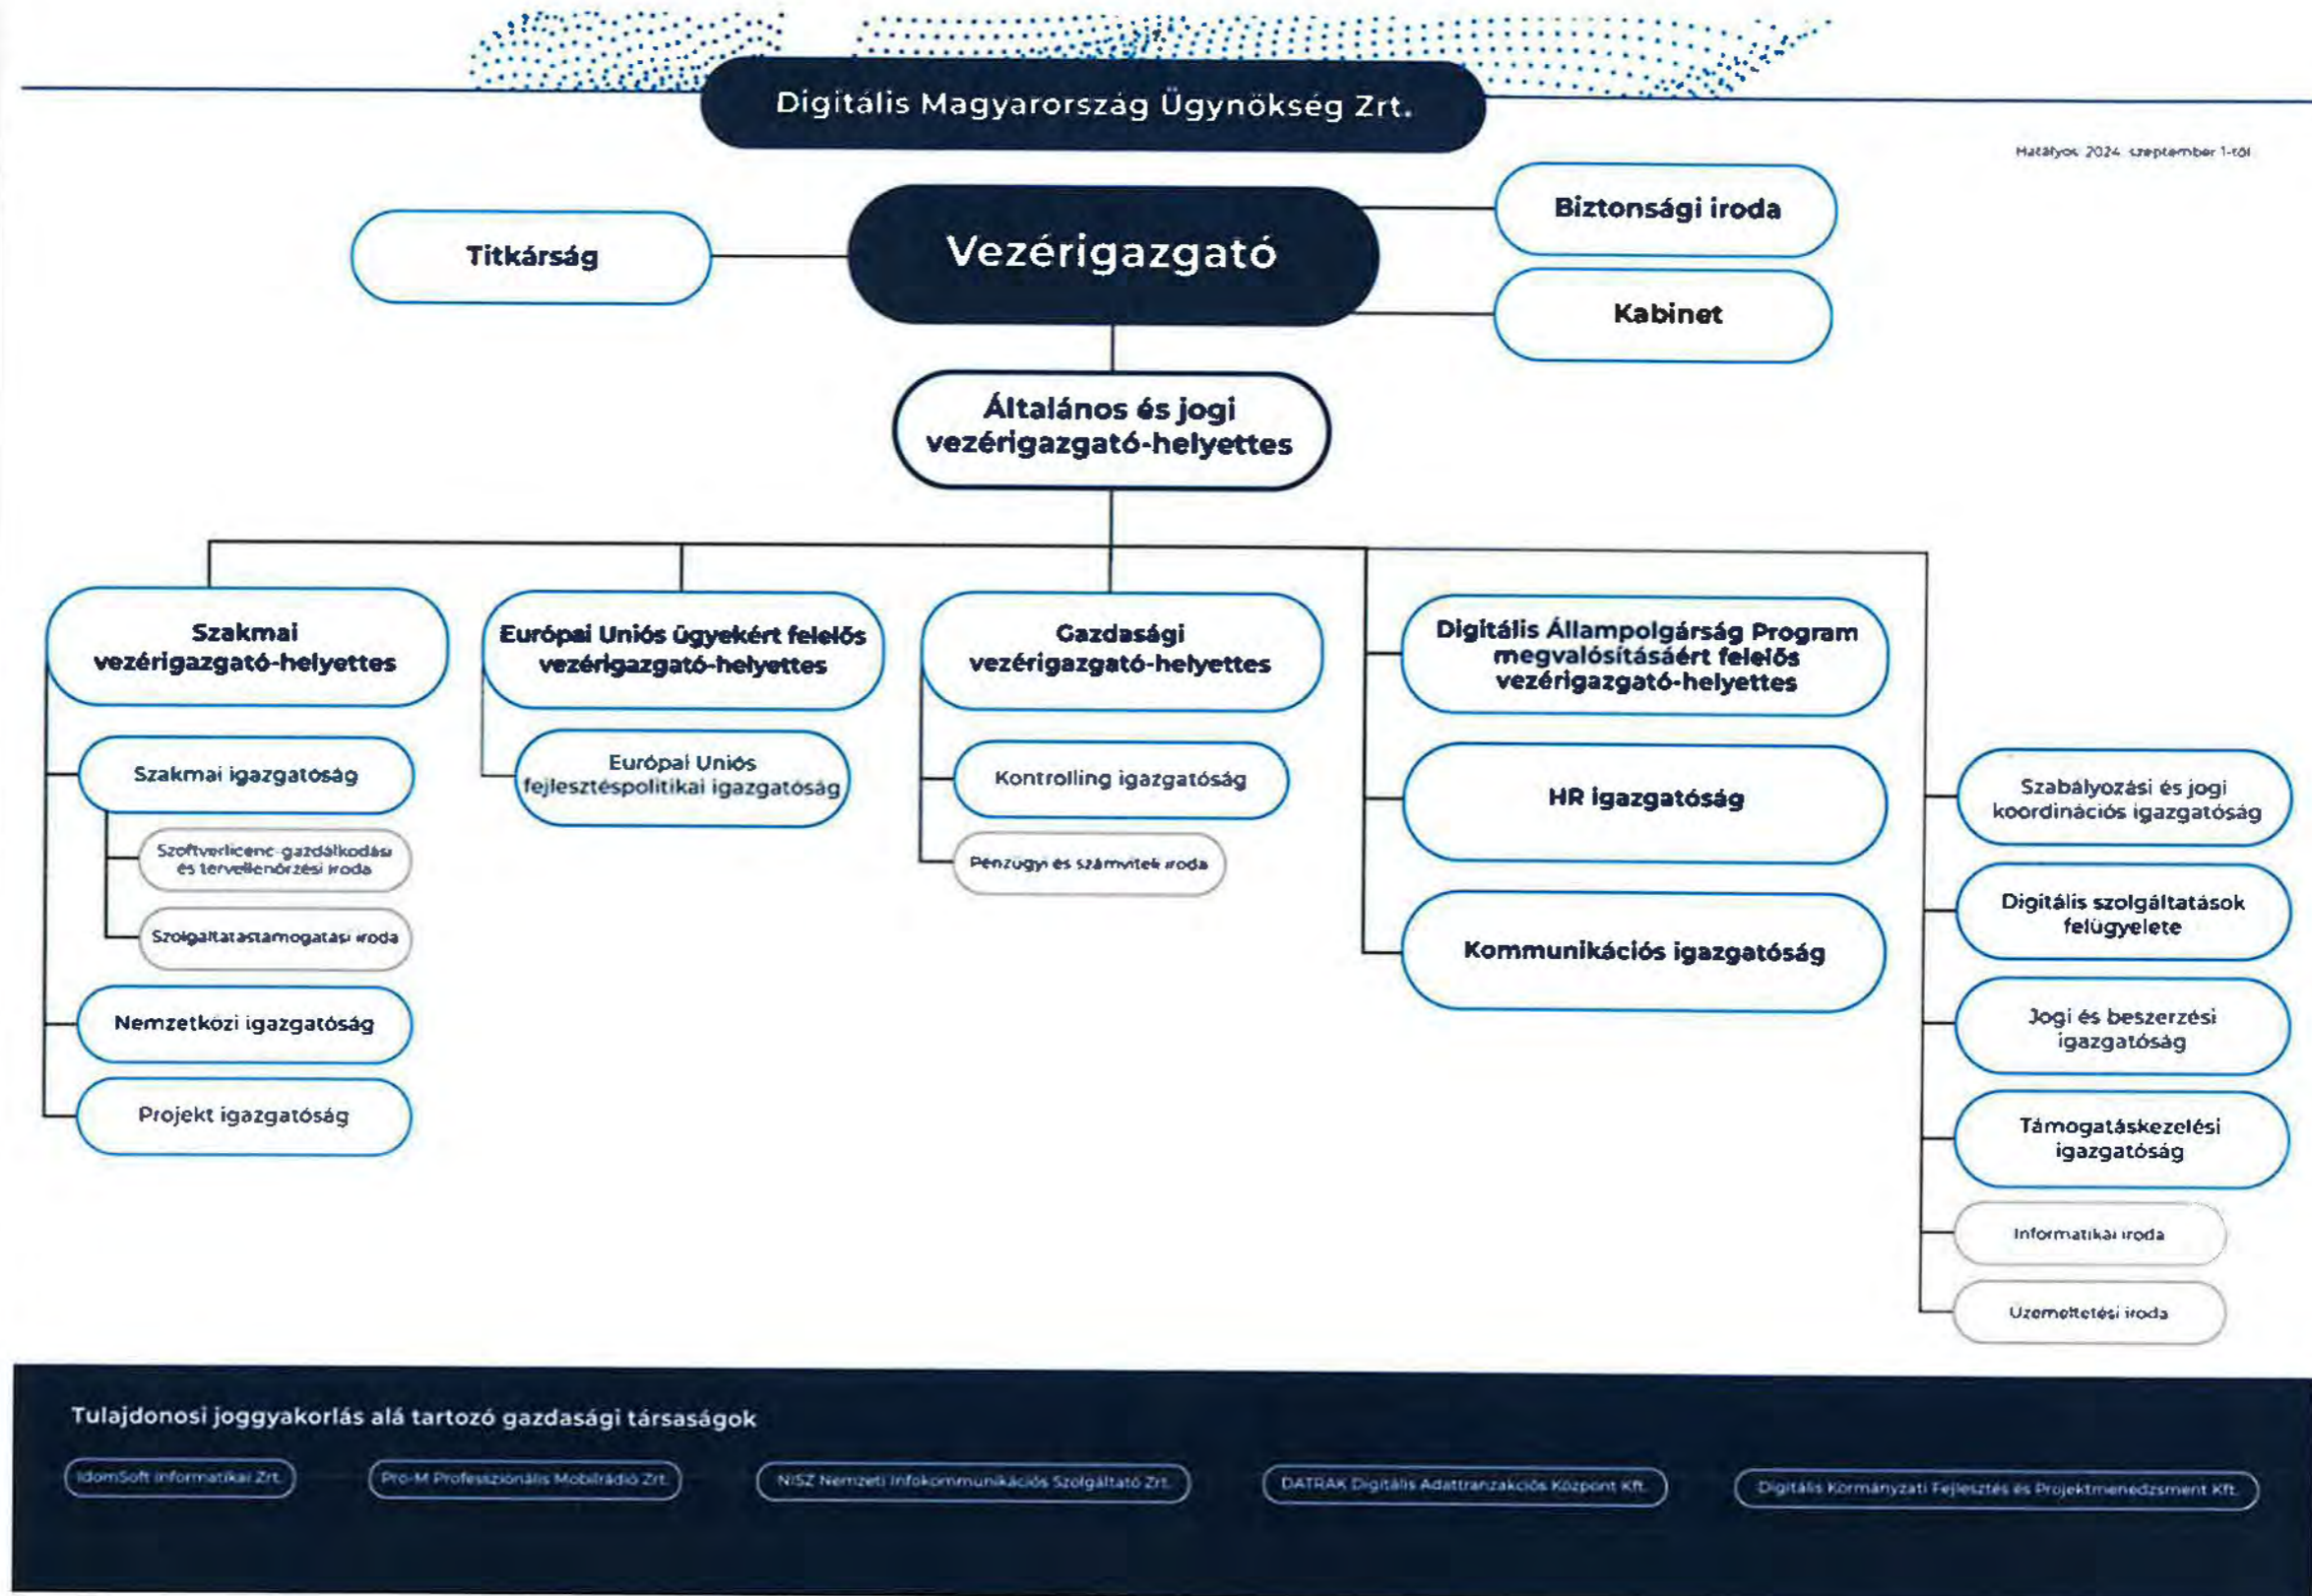 Digitális Magyarország Ügynökség Zrt.
Hatályos 2024. szeptember 1-től
Biztonsági iroda
Titkárság
Vezérigazgató
Kabinet
Általános és jogi
vezérigazgató-helyettes
Szakmai
vezérigazgató-helyettes
Szakmai igazgatóság
Szoftverlicenc-gazdálkodási
és tervellenőrzési iroda
Szolgáltatástámogatási iroda
Nemzetközi igazgatóság
Projekt igazgatóság
Európai Uniós ügyekért felelős
vezérigazgató-helyettes
Európai Uniós
fejlesztéspolitikai igazgatóság
Gazdasági
vezérigazgató-helyettes
Kontrolling igazgatóság
Pénzügyi és számvitek iroda
Digitális Állampolgárság Program
megvalósításáért felelős
vezérigazgató-helyettes
HR igazgatóság
Kommunikációs igazgatóság
Szabályozási és jogi
koordinációs igazgatóság
Digitális szolgáltatások
felügyelete
Jogi és beszerzési
igazgatóság
Támogatáskezelési
igazgatóság
Informatikai iroda
Üzemeltetési iroda
Tulajdonosi joggyakorlás alá tartozó gazdasági társaságok
IdomSoft Informatikai Zrt.
Pro-M Professzionális Mobilrádió Zrt.
NISZ Nemzeti Infokommunikációs Szolgáltató Zrt.
DATRAK Digitális Adattranzakciós Központ Kft.
Digitális Kormányzati Fejlesztés és Projektmenedzsment Kft.